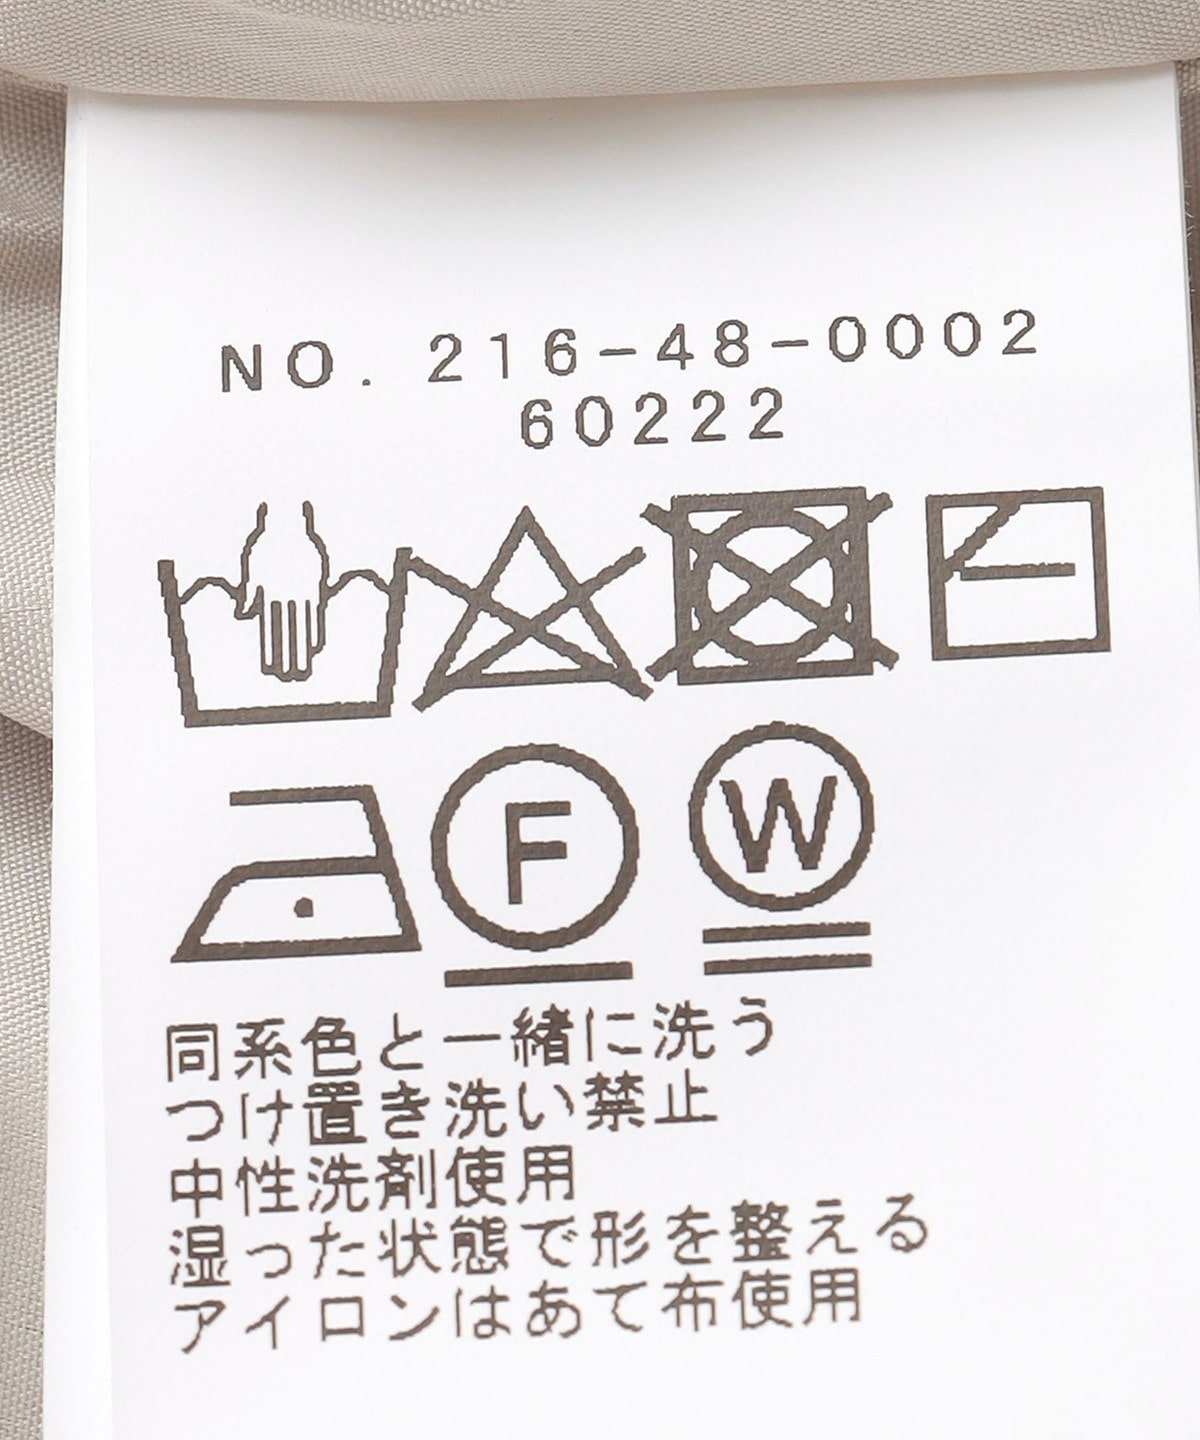 NO. 216-48-0002
60222
F W
同系色と一緒に洗う
つけ置き洗い禁止
中性洗剤使用
湿った状態で形を整える
アイロンはあて布使用